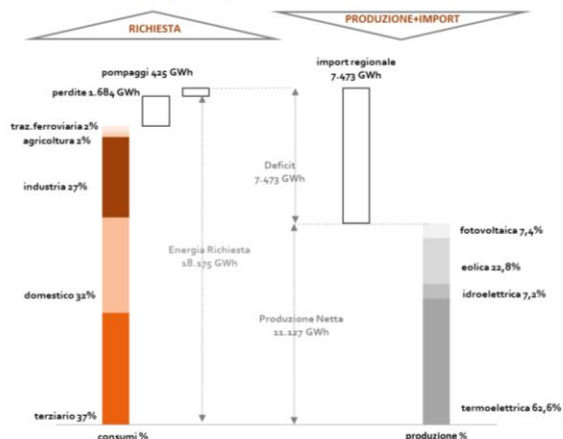 RICHIESTA
PRODUZIONE+IMPORT
pompaggi 425 GWh
import regionale
7.473 GWh
perdite 1.684 GWh
traz.ferroviaria 2%
agricoltura 2%
industria 27%
domestico 32%
terziario 37%
consumi %
Energia Richiesta
18.175 GWh
Deficit
7.473 GWh
Produzione Netta
11.127 GWh
fotovoltaica 7,4%
eolica 22,8%
idroelettrica 7,2%
termoelettrica 62,6%
produzione %